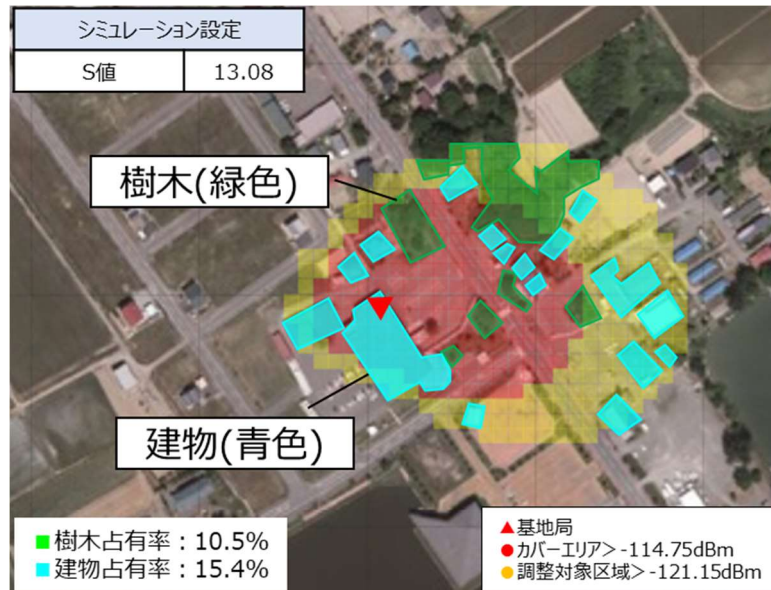 シミュレーション設定
S値 13.08
樹木(緑色)
建物(青色)
■樹木占有率：10.5%
■建物占有率：15.4%
▲基地局
●カバーエリア＞-114.75dBm
●調整対象区域＞-121.15dBm